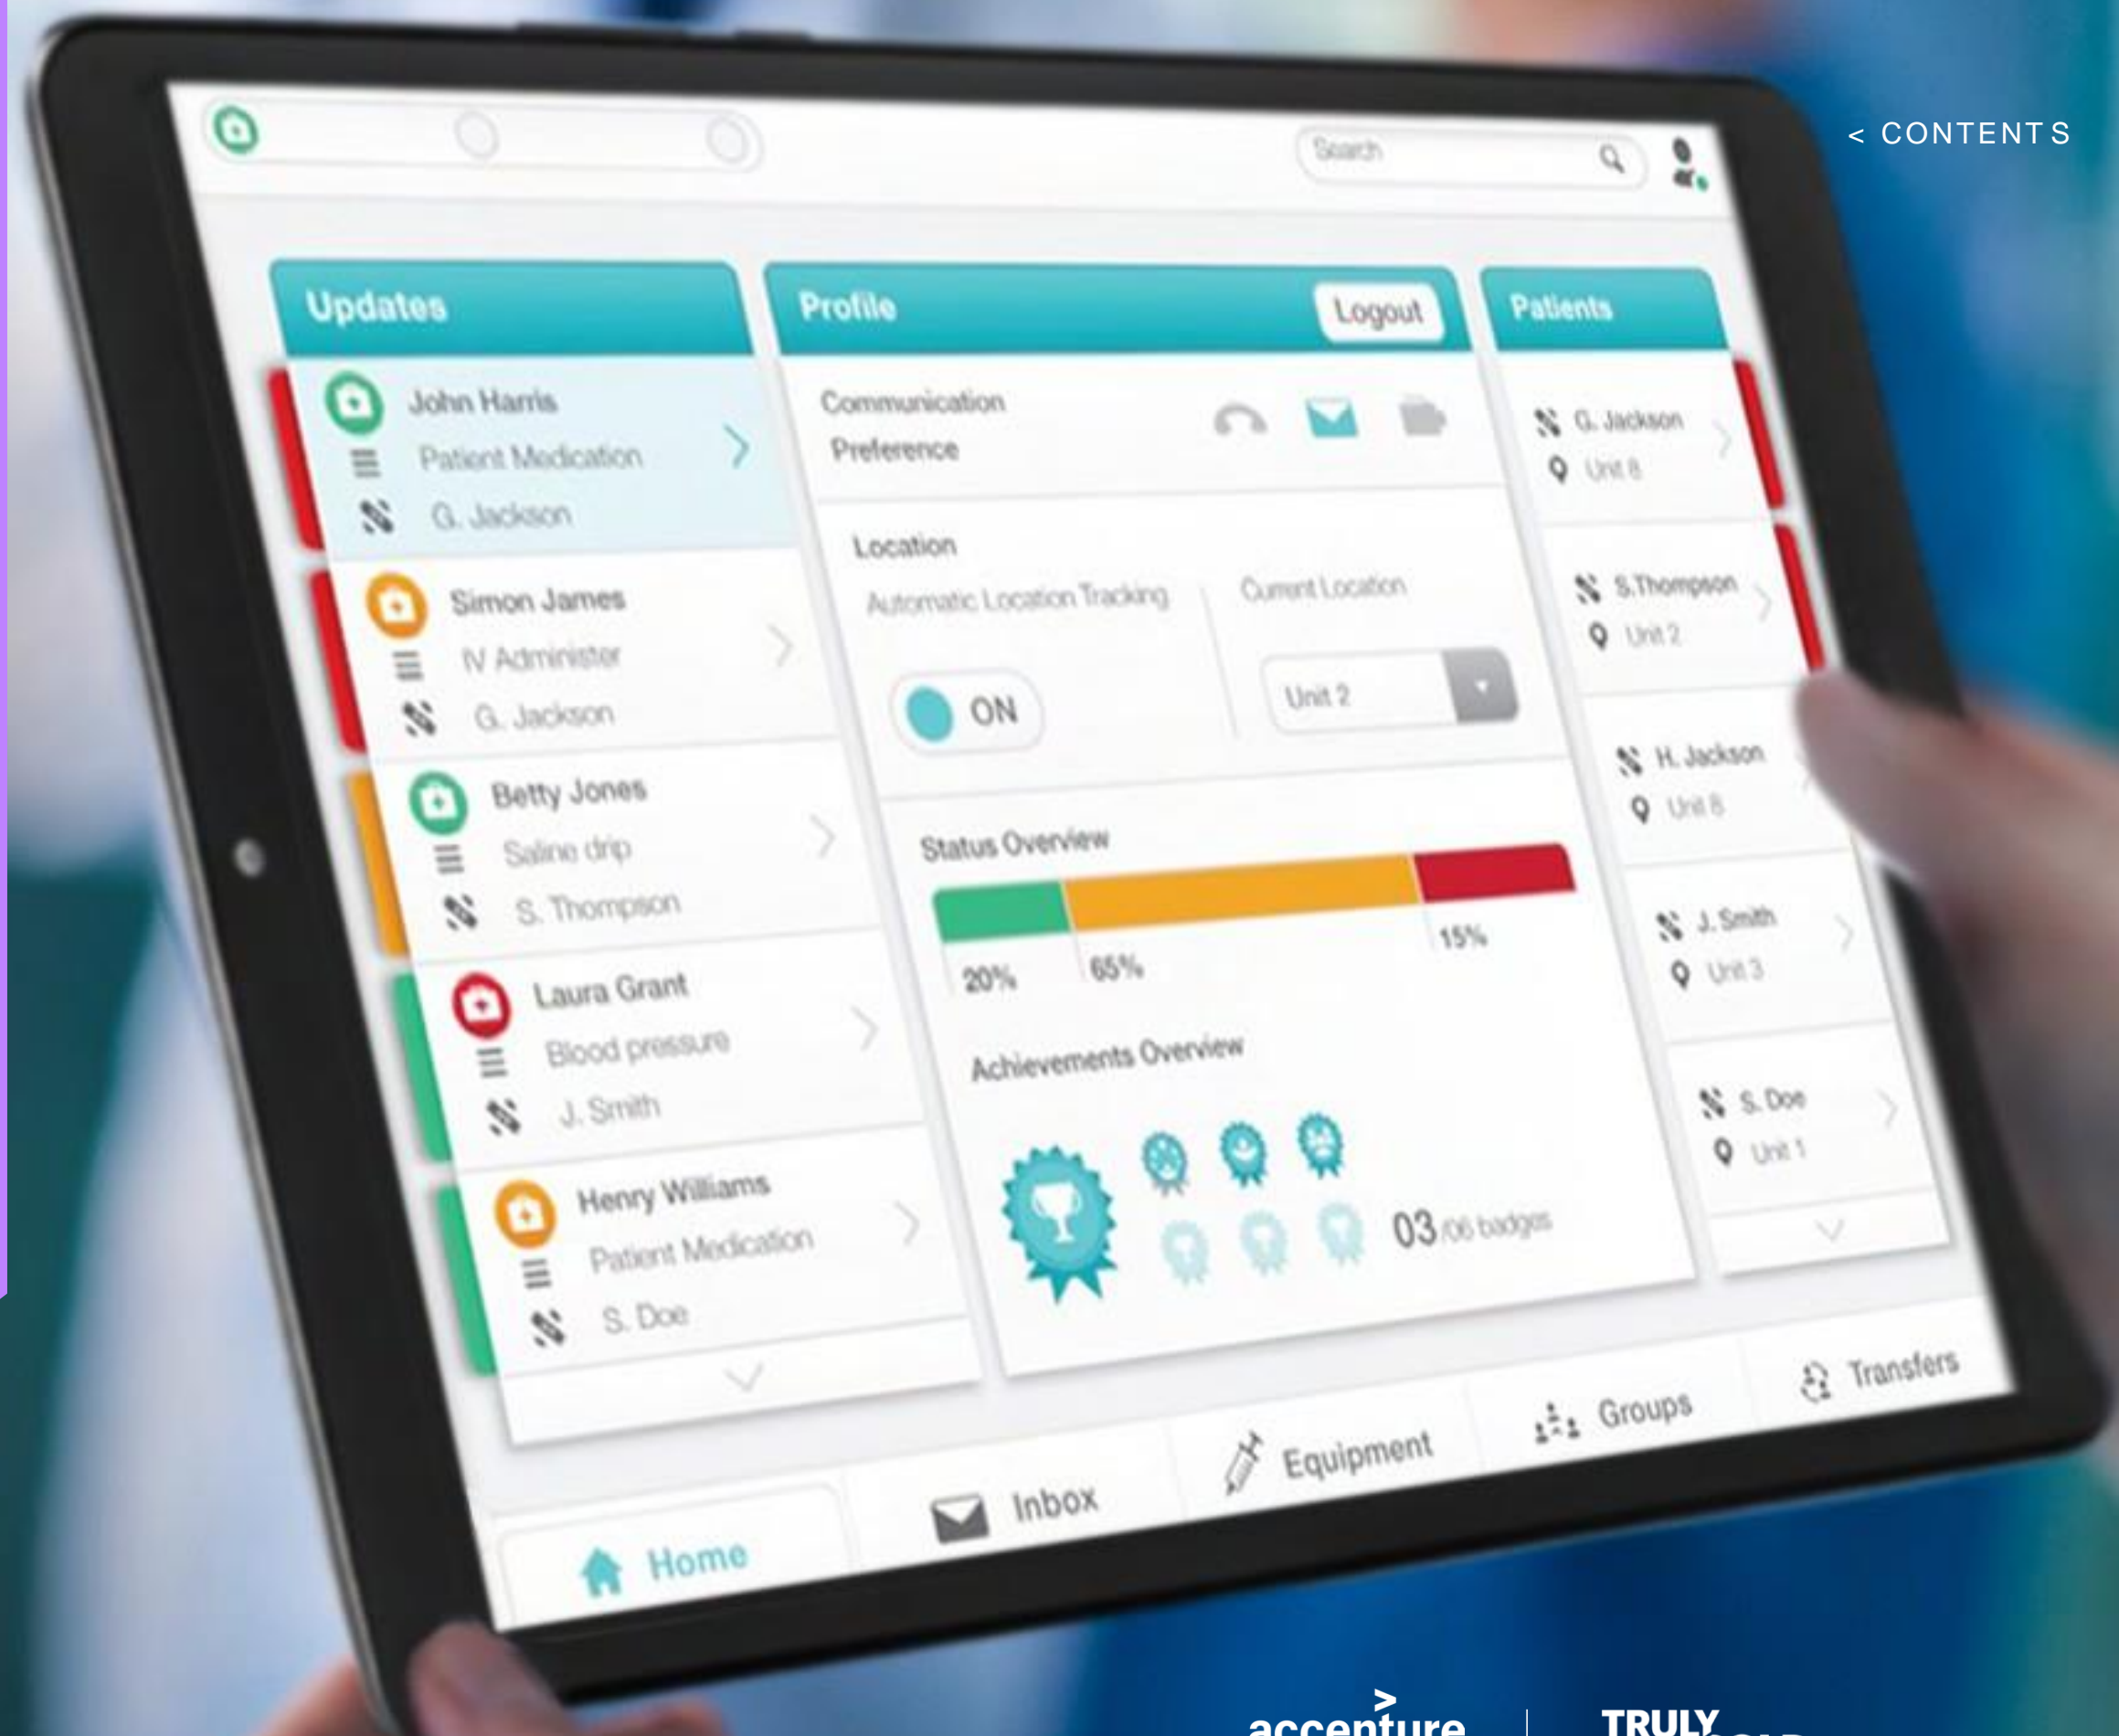 < CONTENTS
Search
Updates
John Harris
Patient Medication
G. Jackson
Simon James
IV Administer
G. Jackson
Betty Jones
Saline drip
S. Thompson
Laura Grant
Blood pressure
J. Smith
Henry Williams
Patient Medication
S. Doe
Profile
Logout
Communication
Preference
Location
Automatic Location Tracking
Current Location
ON
Unit 2
Status Overview
20%
65%
15%
Achievements Overview
03/06 badges
Patients
G. Jackson
Unit 8
S.Thompson
Unit 2
H. Jackson
Unit 8
J. Smith
Unit 3
S. Doe
Unit 1
Home
Inbox
Equipment
Groups
Transfers
accenture
TRULY